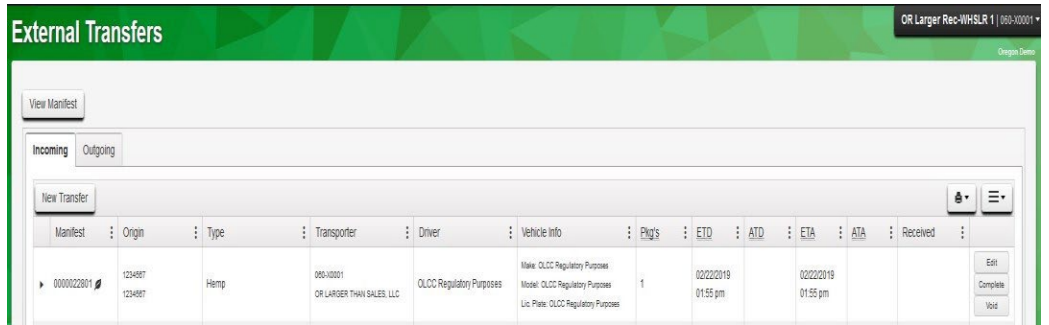 External Transfers
OR Larger Rec-WHSLR 1 | 060-X0001
Oregon Demo
View Manifest
Incoming Outgoing
New Transfer
Manifest Origin Type Transporter Driver Vehicle Info Pkg's ETD ATD ETA ATA Received
0000022801 1234567 Hemp 060-X0001 OLCC Regulatory Purposes Make: OLCC Regulatory Purposes 1 02/22/2019 02/22/2019 Edit
1234567 OR LARGER THAN SALES, LLC Model: OLCC Regulatory Purposes 01:55 pm 01:55 pm Complete
Lic. Plate: OLCC Regulatory Purposes Void